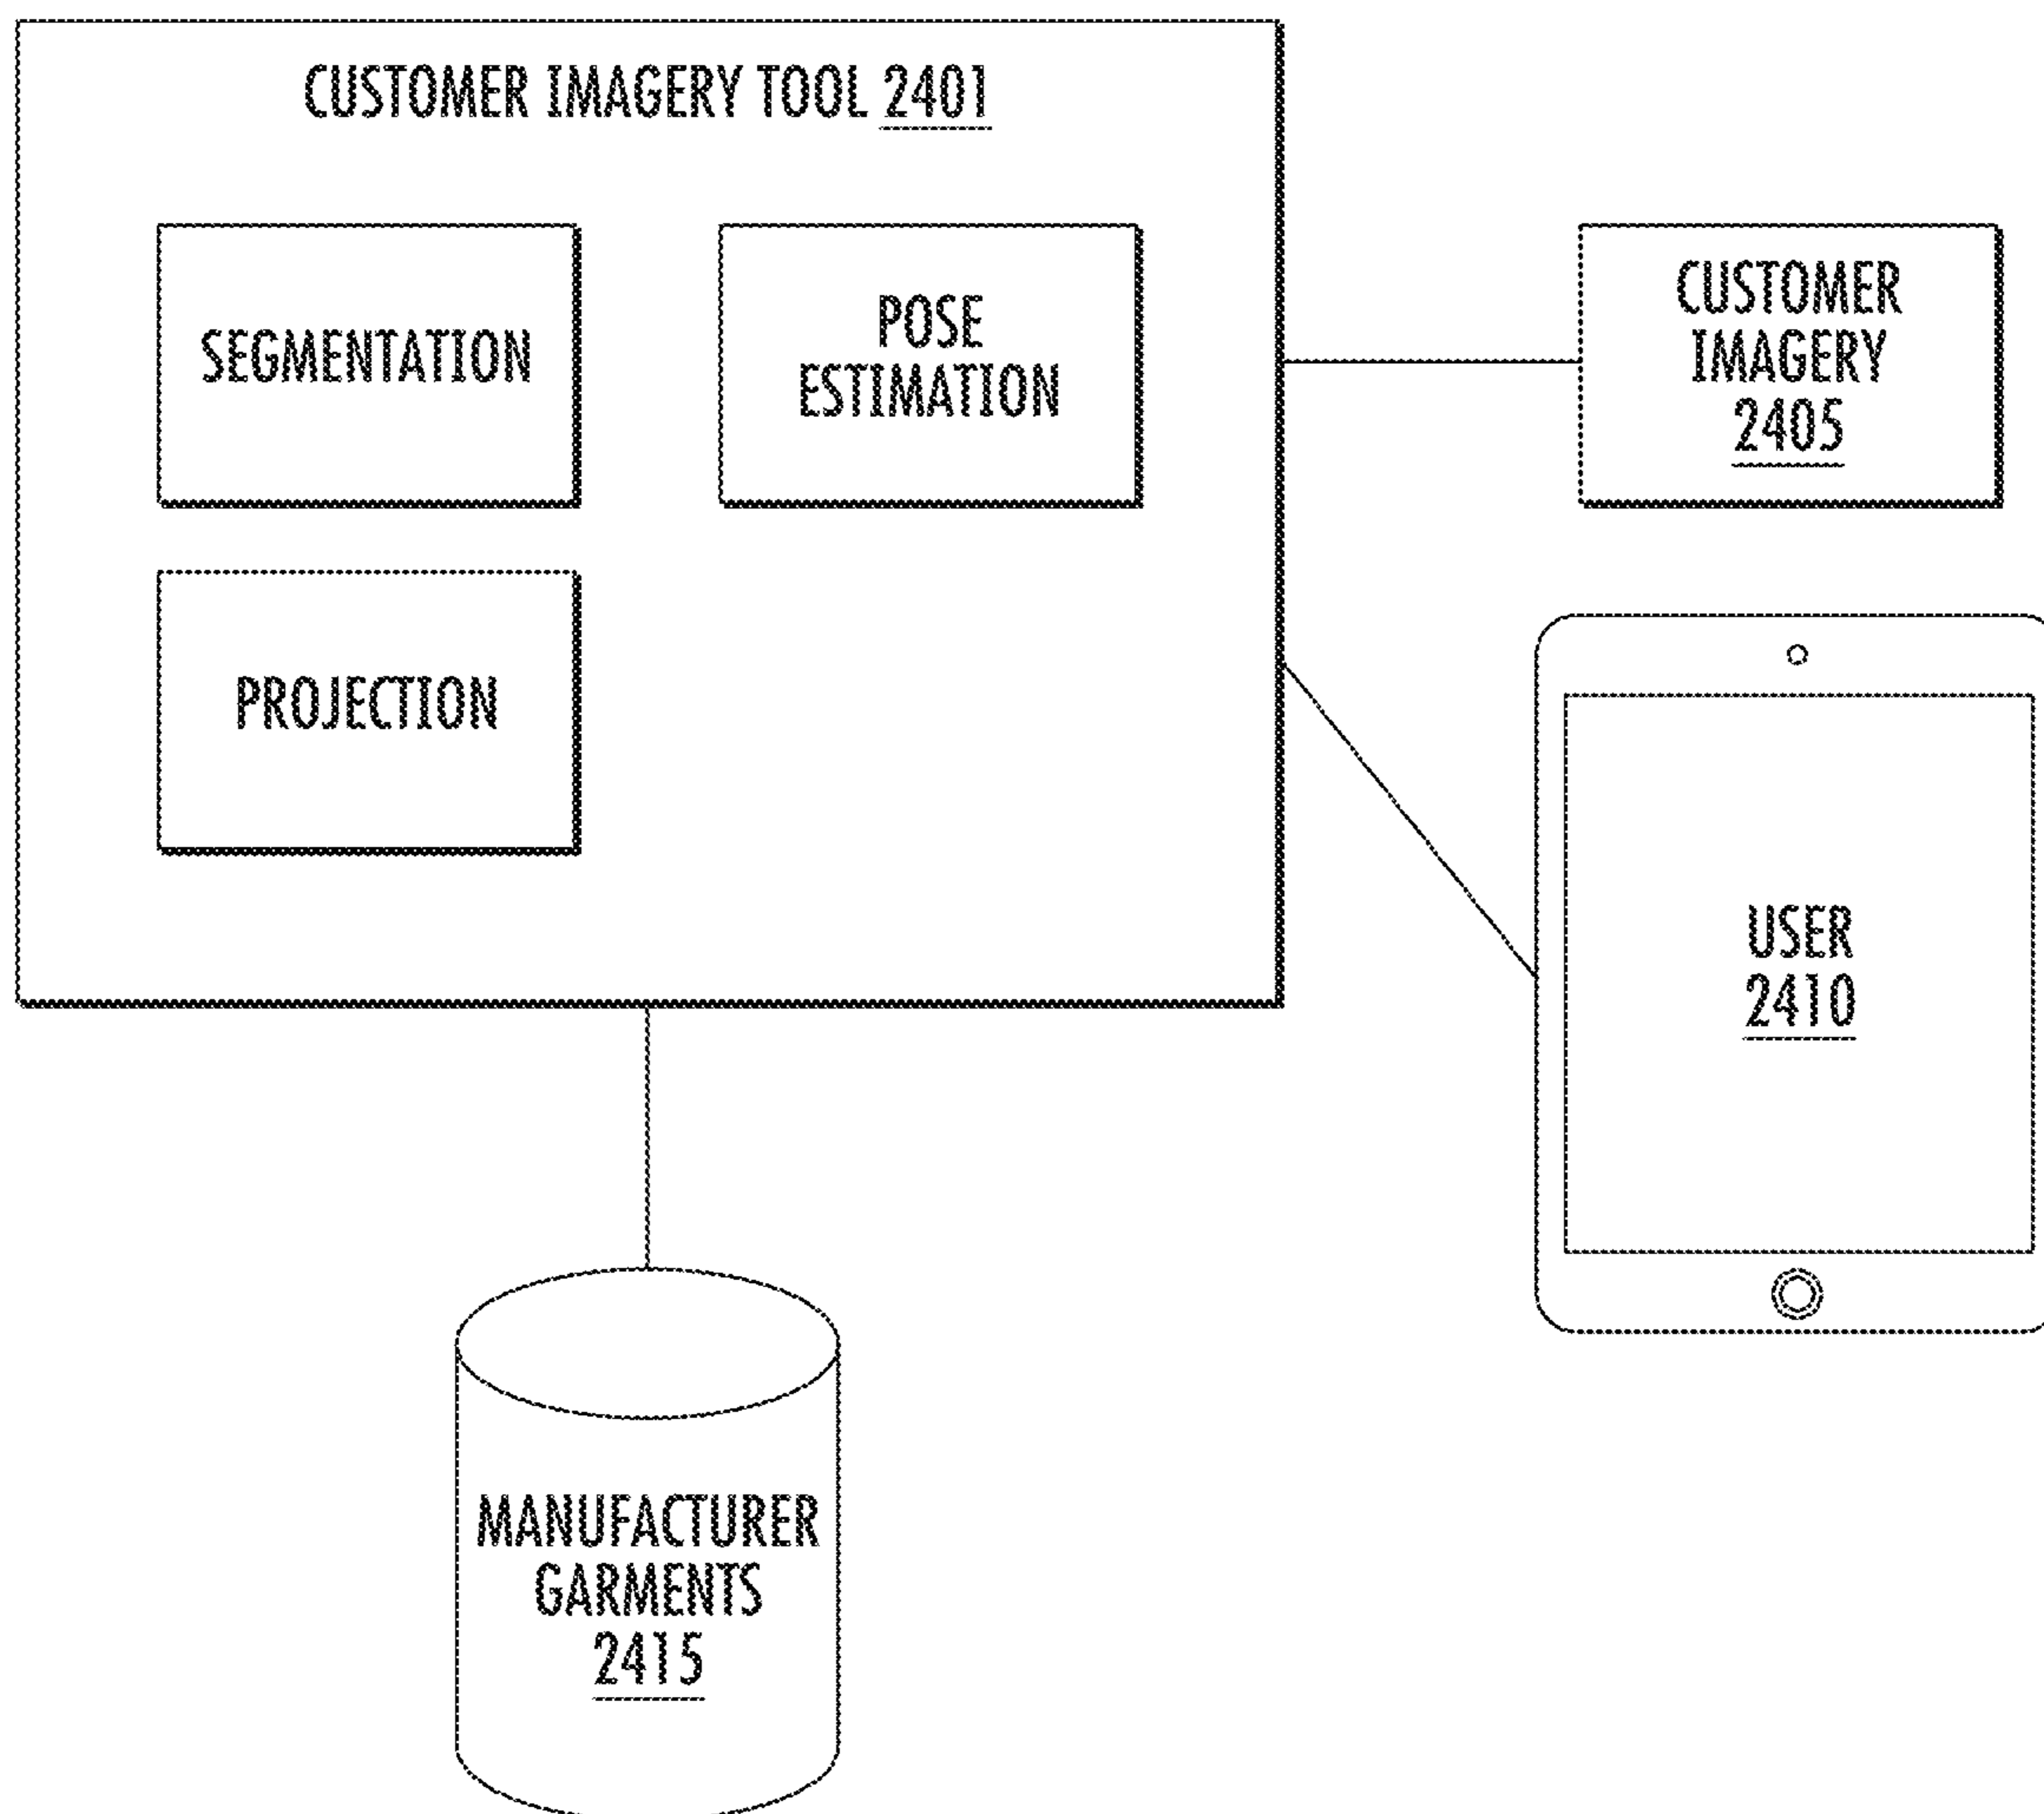 CUSTOMER IMAGERY TOOL 2401
SEGMENTATION
POSE
ESTIMATION
PROJECTION
CUSTOMER
IMAGERY
2405
USER
2410
MANUFACTURER
GARMENTS
2415